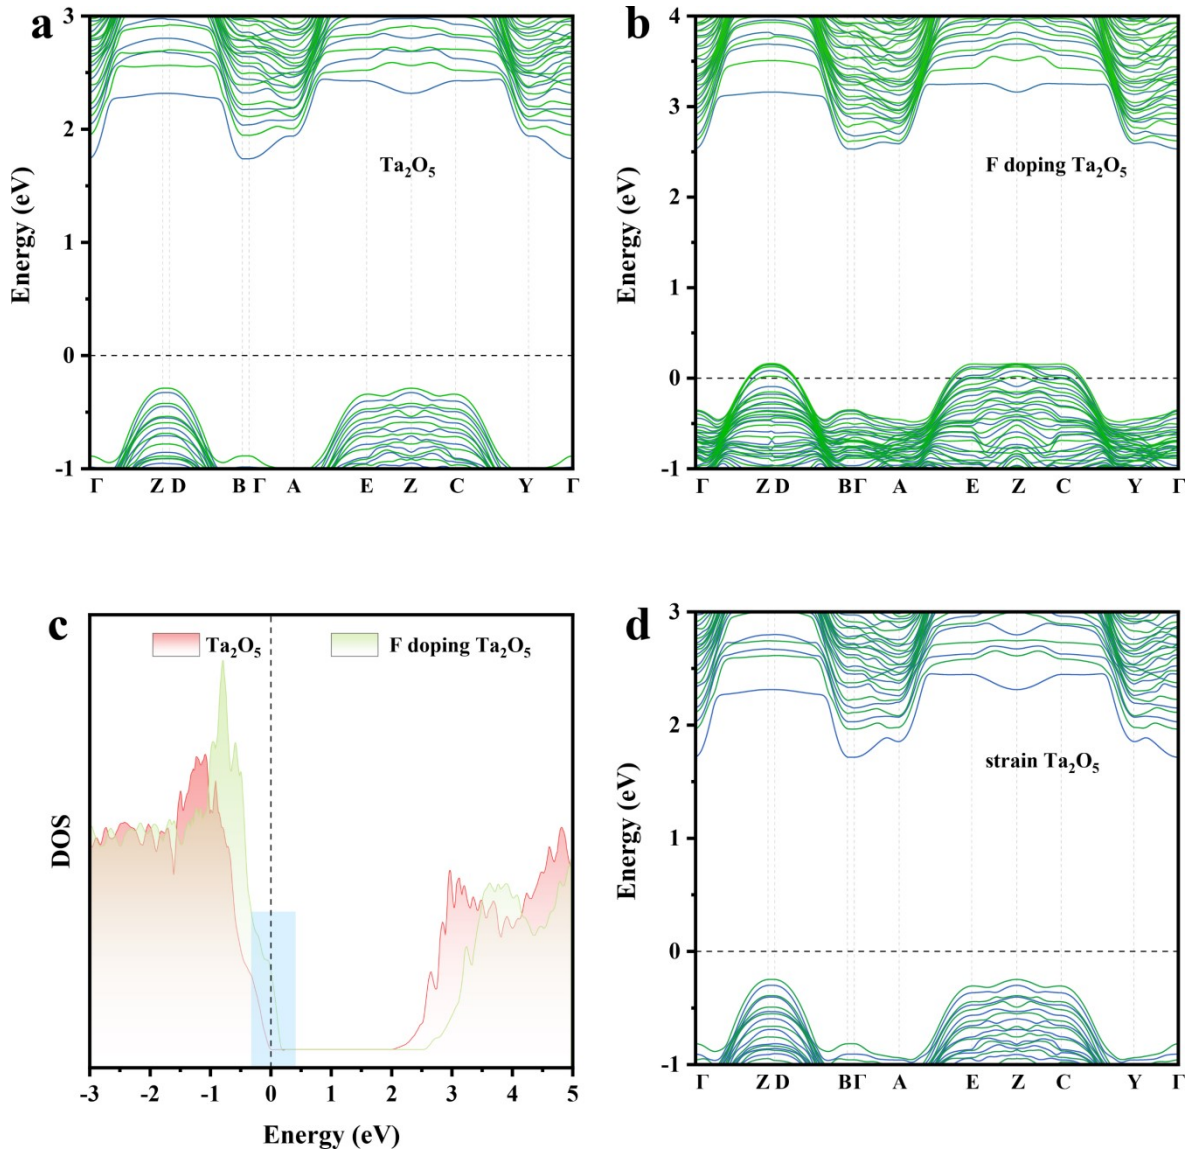 a
3
2
1
0
-1
Energy (eV)
Ta₂O₅
Γ Z D B Γ A E Z C Y Γ
b
4
3
2
1
0
-1
Energy (eV)
F doping Ta₂O₅
Γ Z D B Γ A E Z C Y Γ
c
Ta₂O₅ F doping Ta₂O₅
DOS
-3 -2 -1 0 1 2 3 4 5
Energy (eV)
d
3
2
1
0
-1
Energy (eV)
strain Ta₂O₅
Γ Z D B Γ A E Z C Y Γ